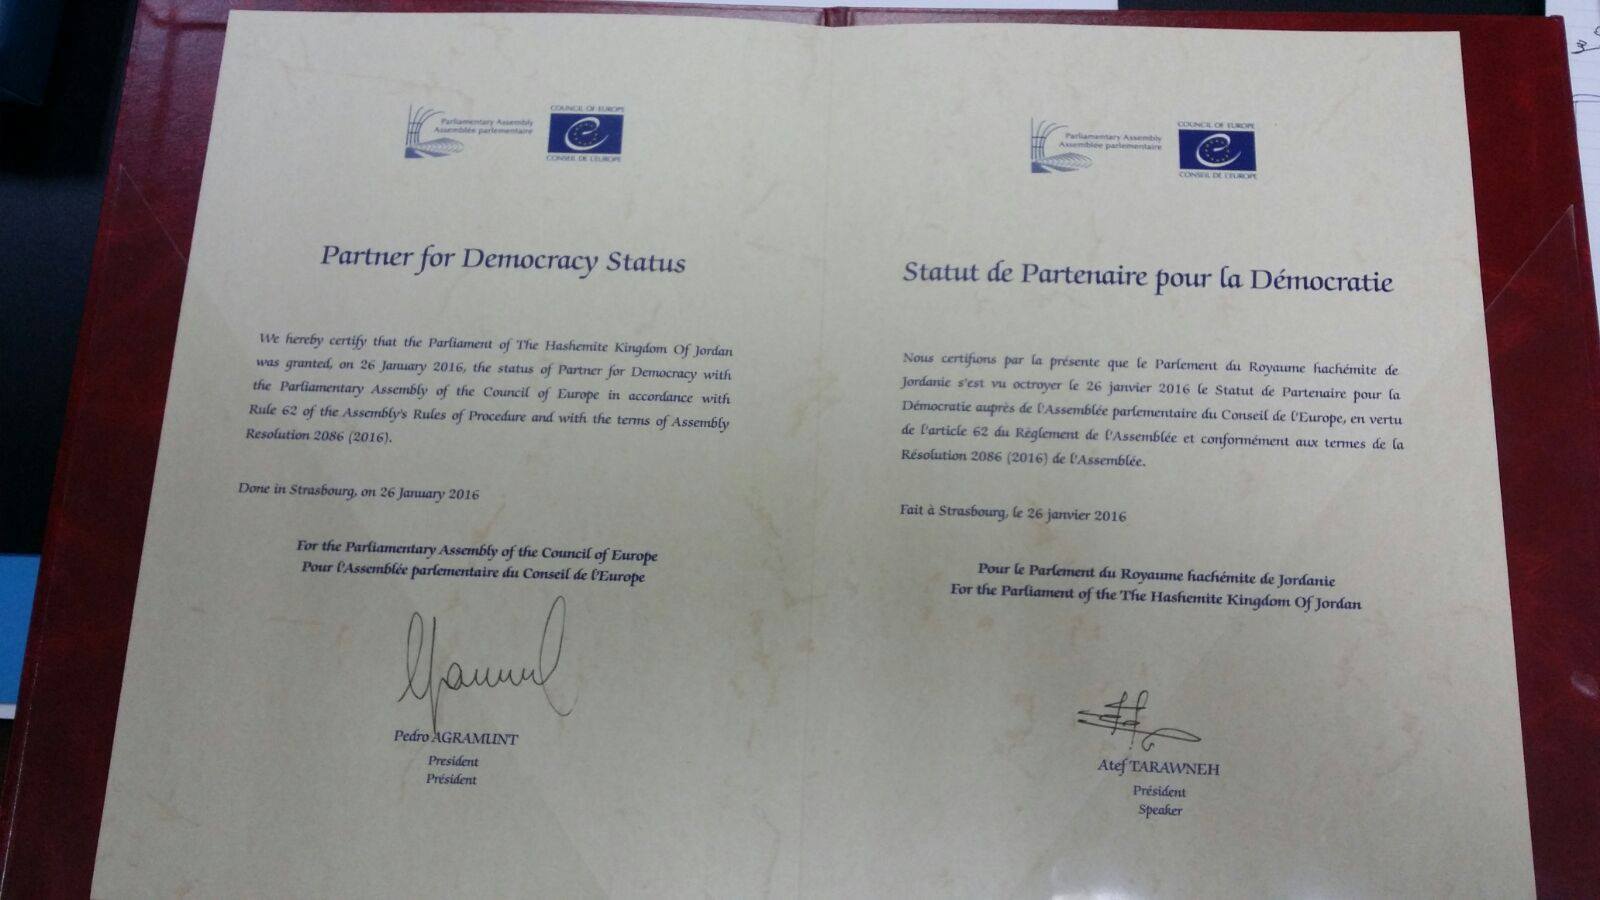 Parliamentary Assembly
Assemblée parlementaire
COUNCIL OF EUROPE
CONSEIL DE L'EUROPE
Partner for Democracy Status
We hereby certify that the Parliament of The Hashemite Kingdom Of Jordan
was granted, on 26 January 2016, the status of Partner for Democracy with
the Parliamentary Assembly of the Council of Europe in accordance with
Rule 62 of the Assembly's Rules of Procedure and with the terms of Assembly
Resolution 2086 (2016).
Done in Strasbourg, on 26 January 2016
For the Parliamentary Assembly of the Council of Europe
Pour l'Assemblée parlementaire du Conseil de l'Europe
Pedro AGRAMUNT
President
Président
Parliamentary Assembly
Assemblée parlementaire
COUNCIL OF EUROPE
CONSEIL DE L'EUROPE
Statut de Partenaire pour la Démocratie
Nous certifions par la présente que le Parlement du Royaume hachémite de
Jordanie s'est vu octroyer le 26 janvier 2016 le Statut de Partenaire pour la
Démocratie auprès de l'Assemblée parlementaire du Conseil de l'Europe, en vertu
de l'article 62 du Règlement de l'Assemblée et conformément aux termes de la
Résolution 2086 (2016) de l'Assemblée.
Fait à Strasbourg, le 26 janvier 2016
Pour le Parlement du Royaume hachémite de Jordanie
For the Parliament of the The Hashemite Kingdom Of Jordan
Atef TARAWNEH
Président
Speaker